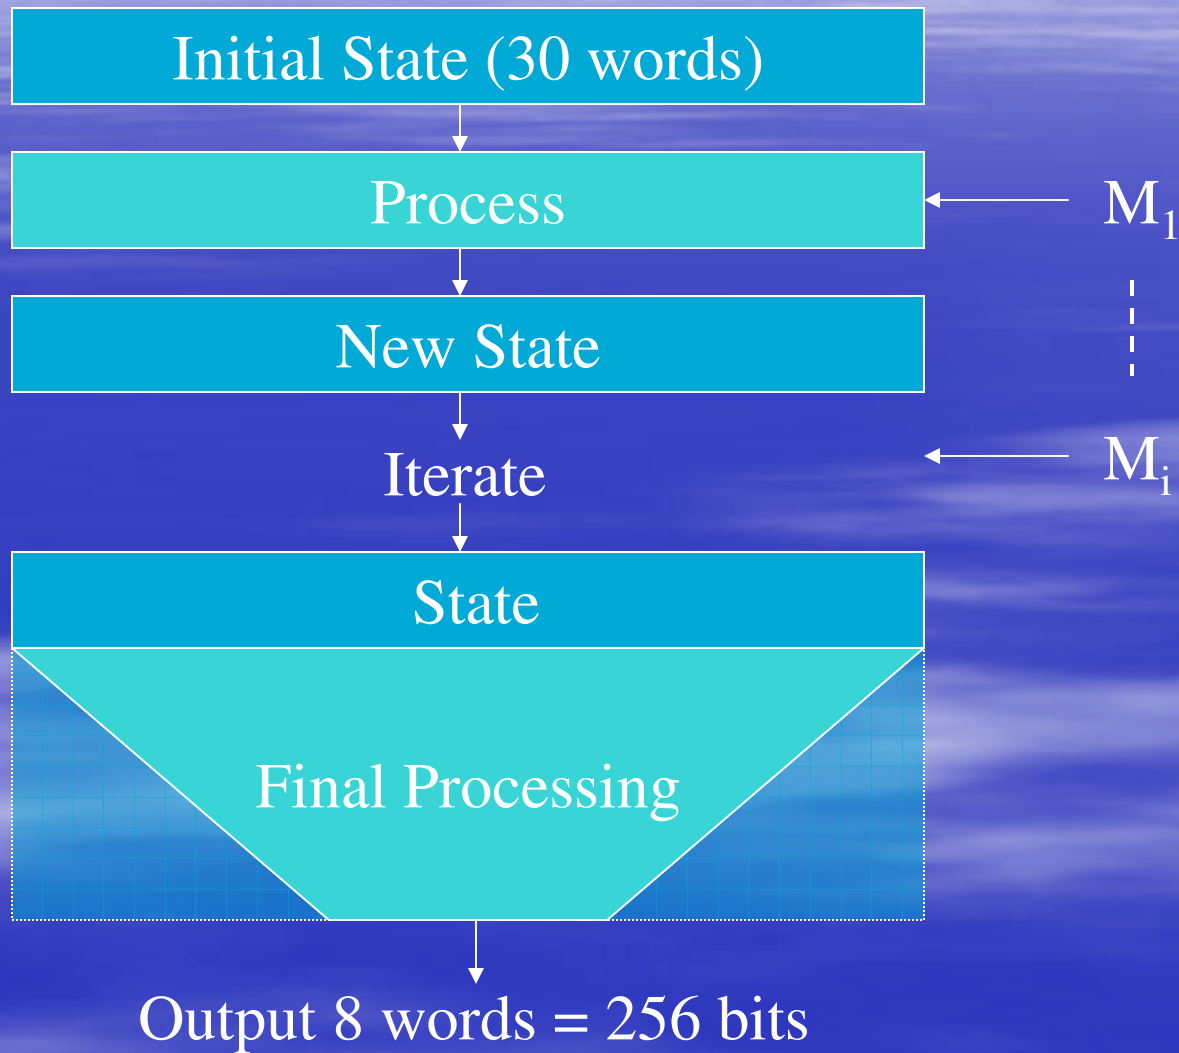 Initial State (30 words)
Process
M₁
New State
Iterate
Mᵢ
State
Final Processing
Output 8 words = 256 bits